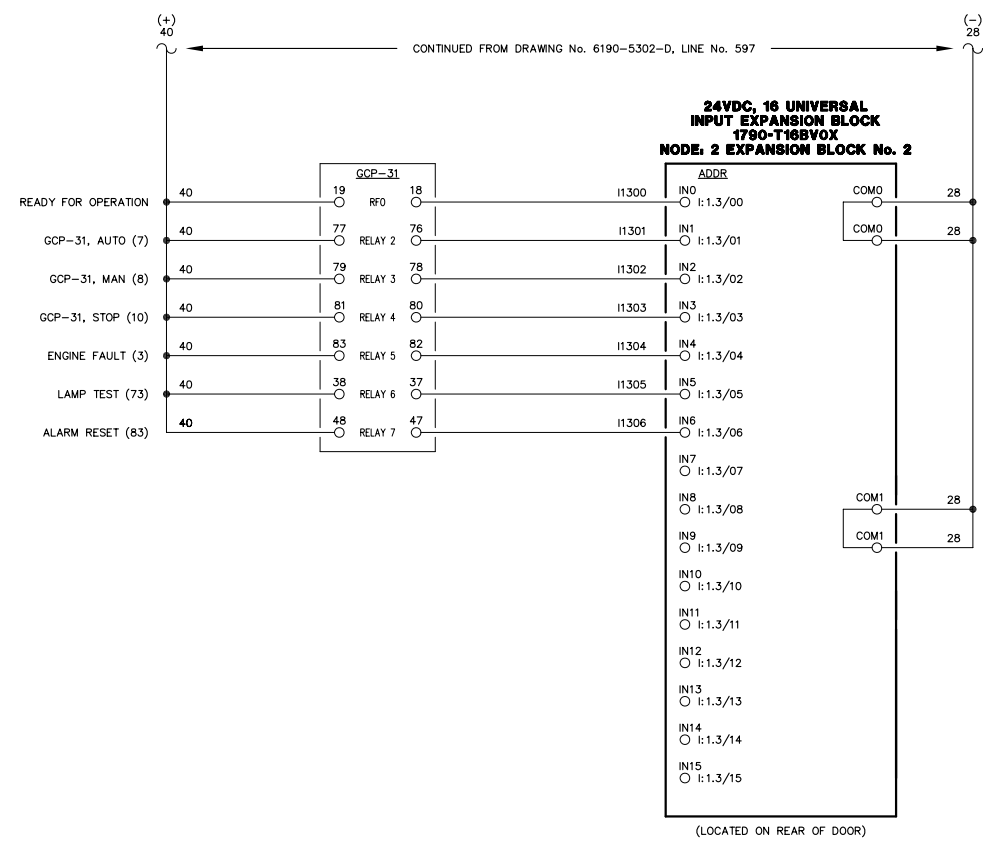 (+) (−)
40 28
CONTINUED FROM DRAWING No. 6190-5302-D, LINE No. 597
24VDC, 16 UNIVERSAL
INPUT EXPANSION BLOCK
1790-T16BV0X
NODE: 2 EXPANSION BLOCK No. 2
GCP-31 ADDR
READY FOR OPERATION 40 19 RFO 18 I1300 IN0 I:1.3/00 COM0 28
GCP-31, AUTO (7) 40 77 RELAY 2 76 I1301 IN1 I:1.3/01 COM0 28
GCP-31, MAN (8) 40 79 RELAY 3 78 I1302 IN2 I:1.3/02
GCP-31, STOP (10) 40 81 RELAY 4 80 I1303 IN3 I:1.3/03
ENGINE FAULT (3) 40 83 RELAY 5 82 I1304 IN4 I:1.3/04
LAMP TEST (73) 40 38 RELAY 6 37 I1305 IN5 I:1.3/05
ALARM RESET (83) 40 48 RELAY 7 47 I1306 IN6 I:1.3/06
IN7 I:1.3/07
IN8 I:1.3/08 COM1 28
IN9 I:1.3/09 COM1 28
IN10 I:1.3/10
IN11 I:1.3/11
IN12 I:1.3/12
IN13 I:1.3/13
IN14 I:1.3/14
IN15 I:1.3/15
(LOCATED ON REAR OF DOOR)